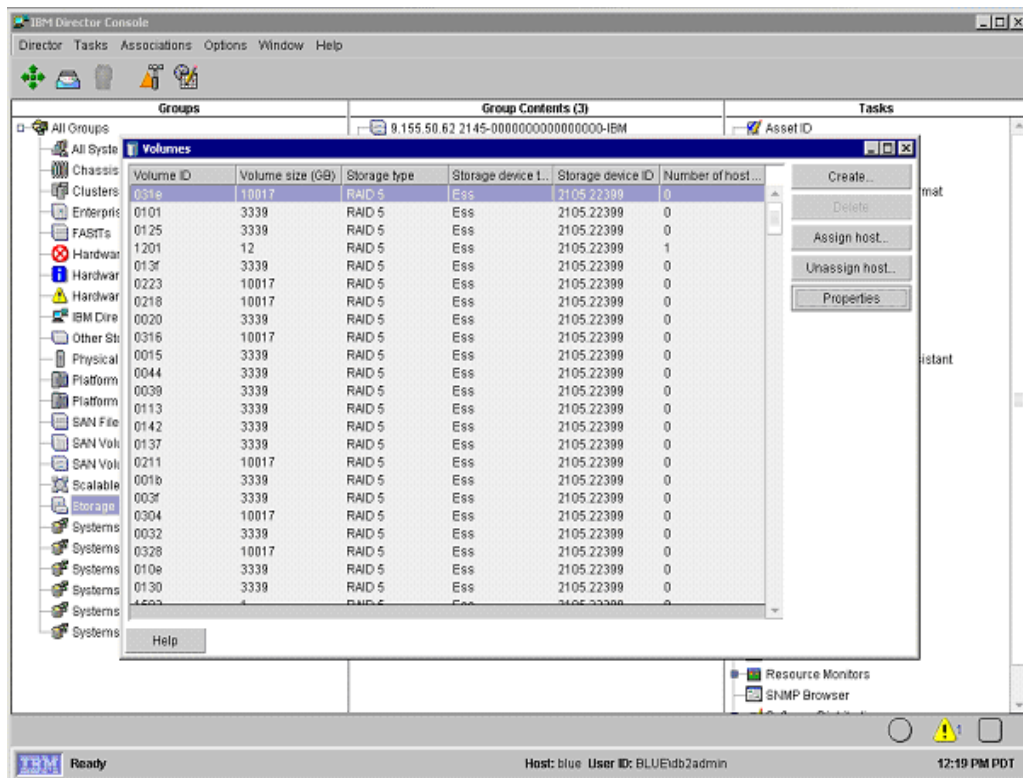 IBM Director Console
Director Tasks Associations Options Window Help
Groups Group Contents (3) Tasks
All Groups 9.155.50.62 2145-0000000000000000-IBM Asset ID
All Syste
Chassis
Clusters mat
Enterpris
FAStTs
Hardwar
Hardwar
Hardwar
IBM Dire
Other Sto
Physical istant
Platform
Platform
SAN File
SAN Volu
SAN Volu
Scalable
Storage
Systems
Systems
Systems
Systems
Systems
Systems
Volumes
Volume ID Volume size (GB) Storage type Storage device t... Storage device ID Number of host ...
031e 10017 RAID 5 Ess 2105.22399 0
0101 3339 RAID 5 Ess 2105.22399 0
0125 3339 RAID 5 Ess 2105.22399 0
1201 12 RAID 5 Ess 2105.22399 1
013f 3339 RAID 5 Ess 2105.22399 0
0223 10017 RAID 5 Ess 2105.22399 0
0218 10017 RAID 5 Ess 2105.22399 0
0020 3339 RAID 5 Ess 2105.22399 0
0316 10017 RAID 5 Ess 2105.22399 0
0015 3339 RAID 5 Ess 2105.22399 0
0044 3339 RAID 5 Ess 2105.22399 0
0039 3339 RAID 5 Ess 2105.22399 0
0113 3339 RAID 5 Ess 2105.22399 0
0142 3339 RAID 5 Ess 2105.22399 0
0137 3339 RAID 5 Ess 2105.22399 0
0211 10017 RAID 5 Ess 2105.22399 0
001b 3339 RAID 5 Ess 2105.22399 0
003f 3339 RAID 5 Ess 2105.22399 0
0304 10017 RAID 5 Ess 2105.22399 0
0032 3339 RAID 5 Ess 2105.22399 0
0328 10017 RAID 5 Ess 2105.22399 0
010e 3339 RAID 5 Ess 2105.22399 0
0130 3339 RAID 5 Ess 2105.22399 0
Create...
Delete
Assign host...
Unassign host...
Properties
Help
Resource Monitors
SNMP Browser
1
IBM Ready Host: blue User ID: BLUE\db2admin 12:19 PM PDT